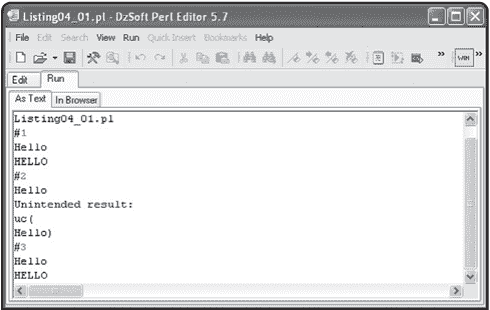 Listing04_01.pl - DzSoft Perl Editor 5.7
File Edit Search View Run Quick Insert Bookmarks Help
WIN
Edit Run
As Text In Browser
Listing04_01.pl
#1
Hello
HELLO
#2
Hello
Unintended result:
uc(
Hello)
#3
Hello
HELLO